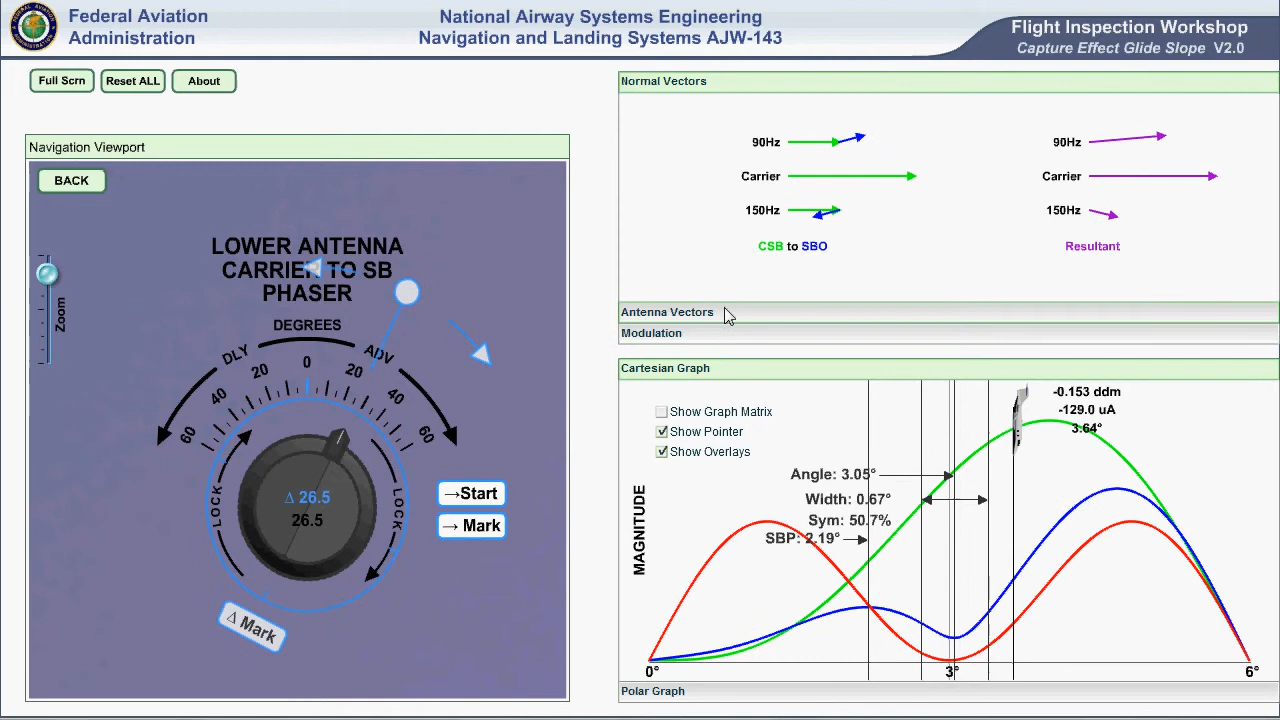 Federal Aviation
Administration
National Airway Systems Engineering
Navigation and Landing Systems AJW-143
Flight Inspection Workshop
Capture Effect Glide Slope V2.0
Full Scrn
Reset ALL
About
Navigation Viewport
BACK
Zoom
LOWER ANTENNA
CARRIER TO SB
PHASER
DEGREES
DLY
ADV
60
40
20
0
20
40
60
LOCK
LOCK
Δ 26.5
26.5
→Start
→ Mark
Δ Mark
Normal Vectors
90Hz
Carrier
150Hz
CSB to SBO
90Hz
Carrier
150Hz
Resultant
Antenna Vectors
Modulation
Cartesian Graph
Show Graph Matrix
Show Pointer
Show Overlays
-0.153 ddm
-129.0 uA
3.64°
Angle: 3.05°
Width: 0.67°
Sym: 50.7%
SBP: 2.19°
MAGNITUDE
0°
3°
6°
Polar Graph